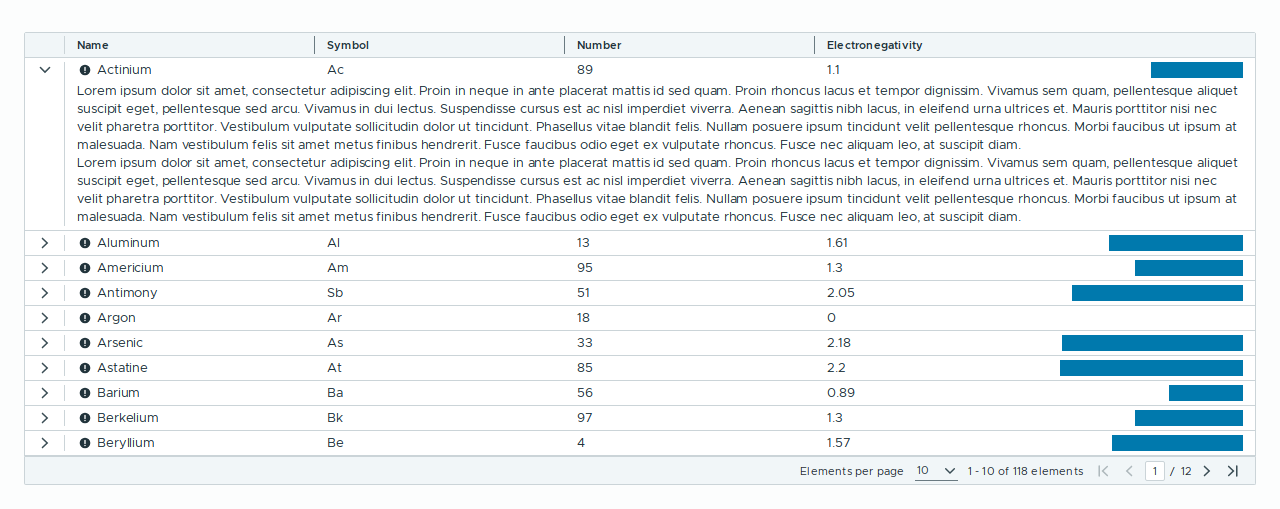 Name Symbol Number Electronegativity
Actinium Ac 89 1.1
Lorem ipsum dolor sit amet, consectetur adipiscing elit. Proin in neque in ante placerat mattis id sed quam. Proin rhoncus lacus et tempor dignissim. Vivamus sem quam, pellentesque aliquet
suscipit eget, pellentesque sed arcu. Vivamus in dui lectus. Suspendisse cursus est ac nisl imperdiet viverra. Aenean sagittis nibh lacus, in eleifend urna ultrices et. Mauris porttitor nisi nec
velit pharetra porttitor. Vestibulum vulputate sollicitudin dolor ut tincidunt. Phasellus vitae blandit felis. Nullam posuere ipsum tincidunt velit pellentesque rhoncus. Morbi faucibus ut ipsum at
malesuada. Nam vestibulum felis sit amet metus finibus hendrerit. Fusce faucibus odio eget ex vulputate rhoncus. Fusce nec aliquam leo, at suscipit diam.
Lorem ipsum dolor sit amet, consectetur adipiscing elit. Proin in neque in ante placerat mattis id sed quam. Proin rhoncus lacus et tempor dignissim. Vivamus sem quam, pellentesque aliquet
suscipit eget, pellentesque sed arcu. Vivamus in dui lectus. Suspendisse cursus est ac nisl imperdiet viverra. Aenean sagittis nibh lacus, in eleifend urna ultrices et. Mauris porttitor nisi nec
velit pharetra porttitor. Vestibulum vulputate sollicitudin dolor ut tincidunt. Phasellus vitae blandit felis. Nullam posuere ipsum tincidunt velit pellentesque rhoncus. Morbi faucibus ut ipsum at
malesuada. Nam vestibulum felis sit amet metus finibus hendrerit. Fusce faucibus odio eget ex vulputate rhoncus. Fusce nec aliquam leo, at suscipit diam.
Aluminum Al 13 1.61
Americium Am 95 1.3
Antimony Sb 51 2.05
Argon Ar 18 0
Arsenic As 33 2.18
Astatine At 85 2.2
Barium Ba 56 0.89
Berkelium Bk 97 1.3
Beryllium Be 4 1.57
Elements per page 10 1 - 10 of 118 elements 1 / 12